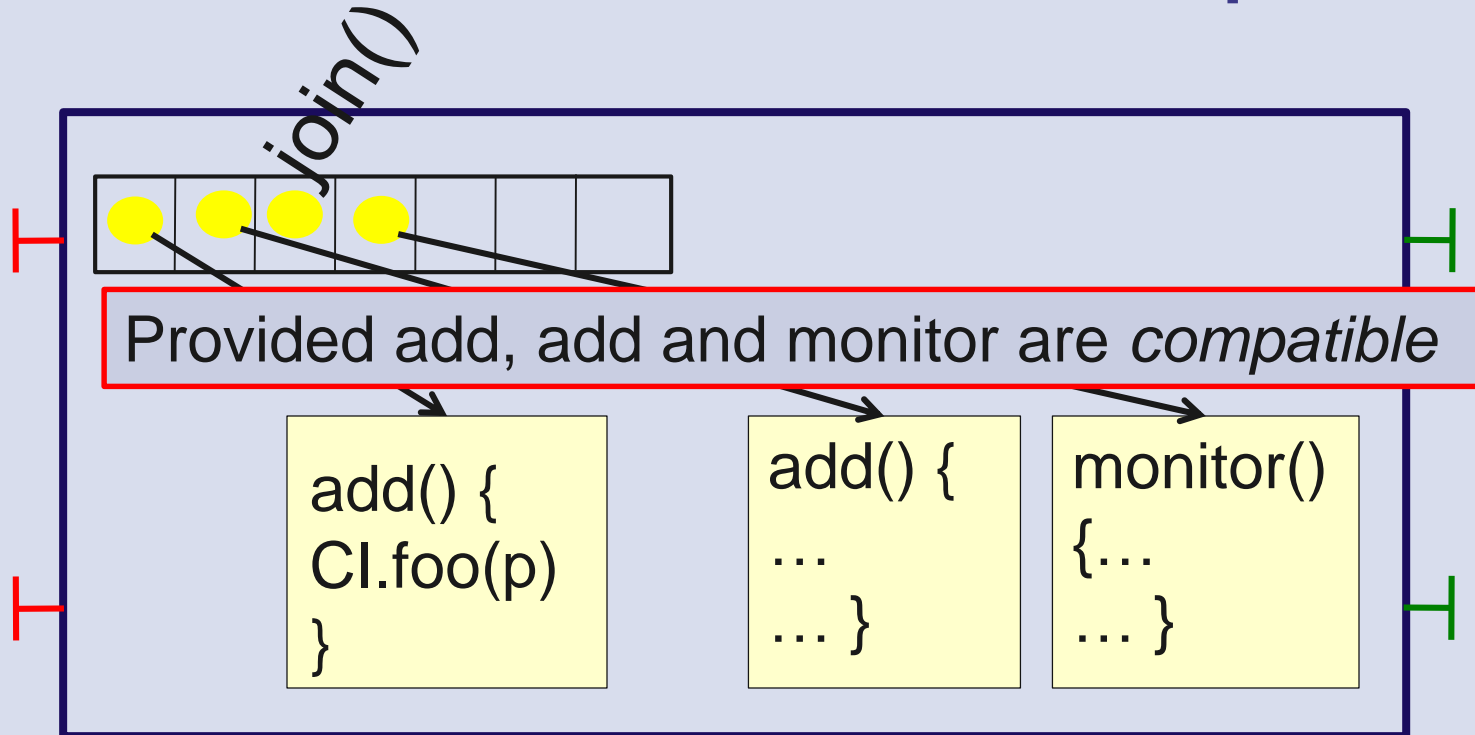 join()
Provided add, add and monitor are compatible
add() {
CI.foo(p)
}
add() {
…
… }
monitor()
{…
… }